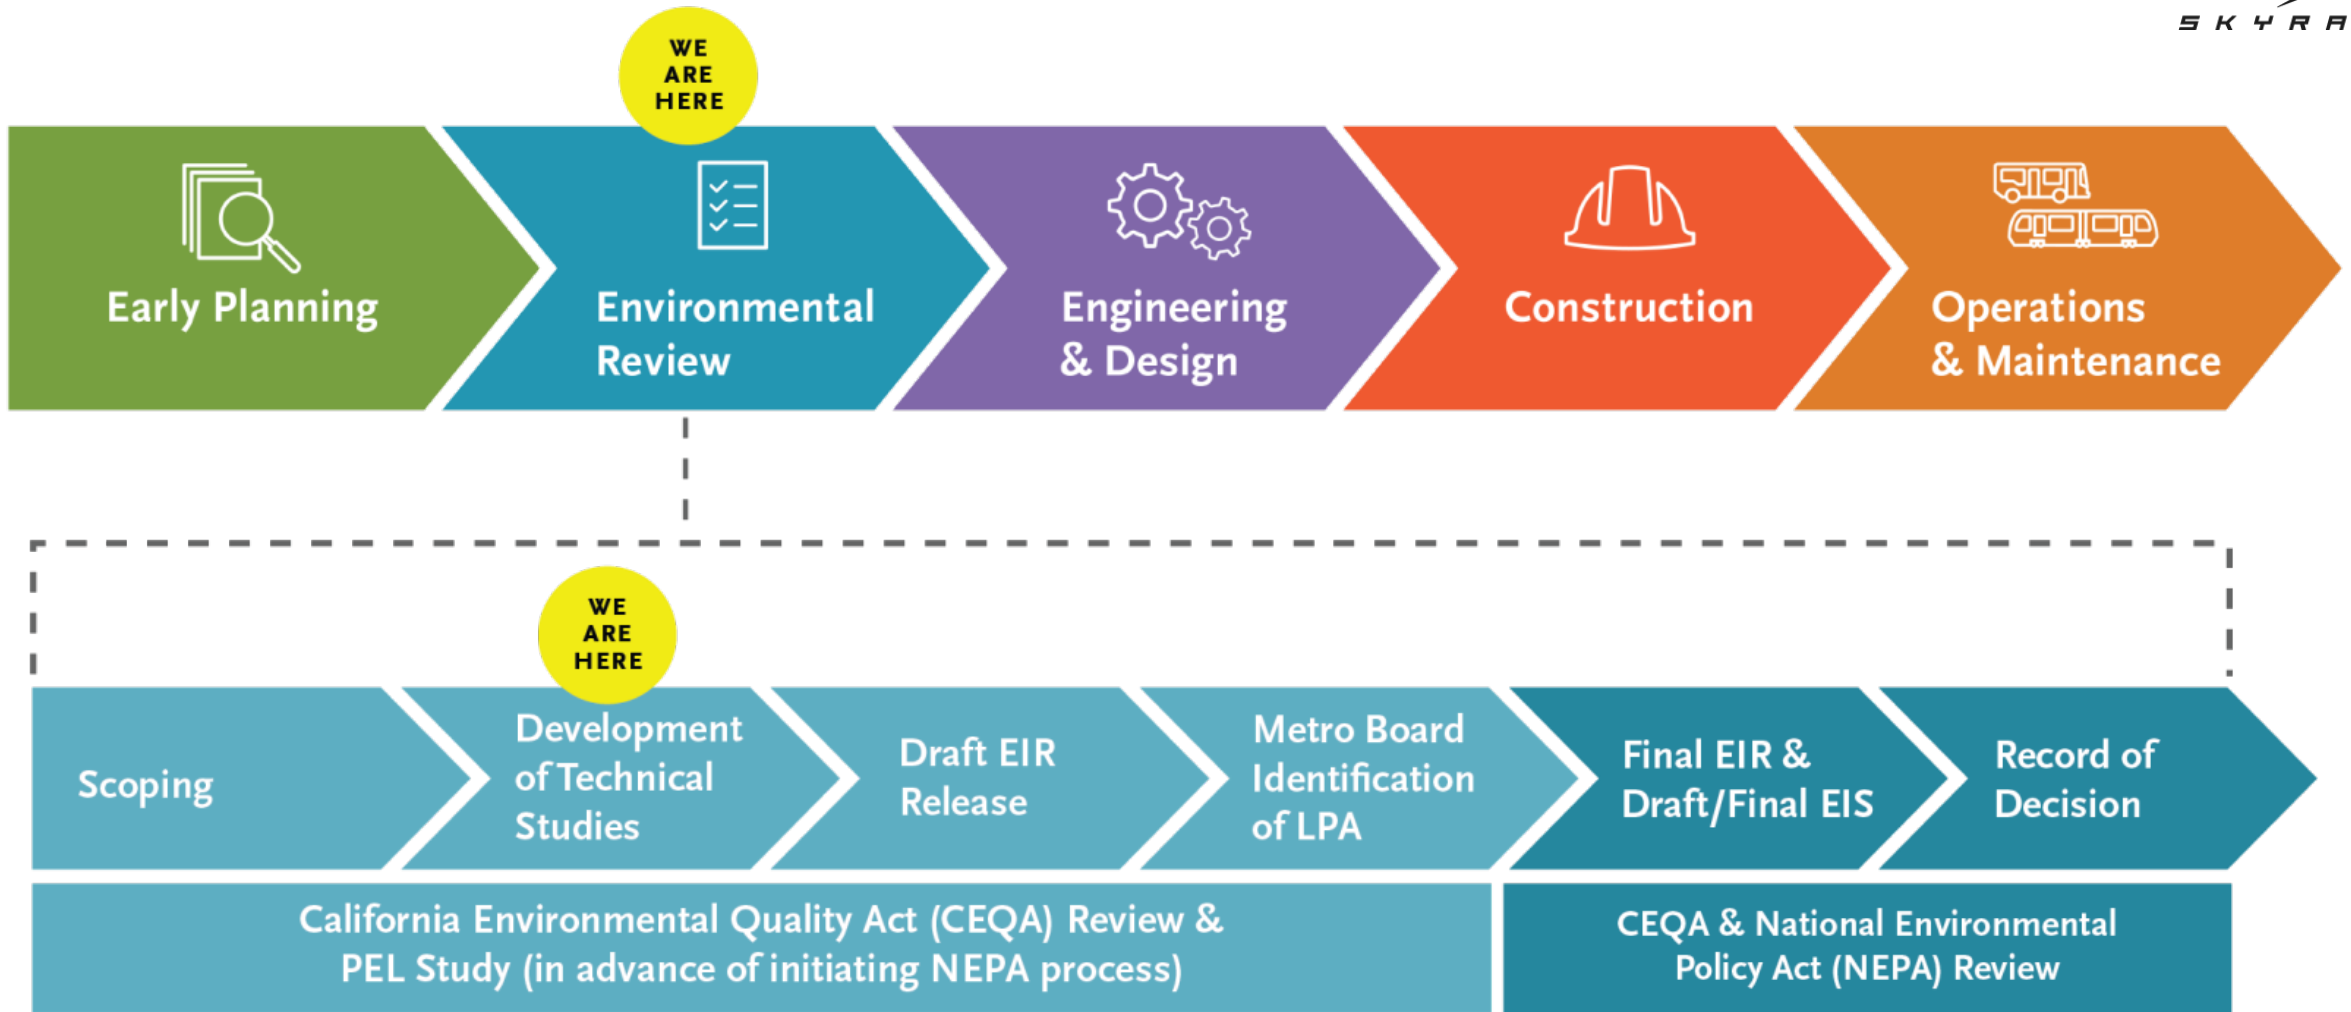 SKYRA
WE
ARE
HERE
Early Planning
Environmental
Review
Engineering
& Design
Construction
Operations
& Maintenance
WE
ARE
HERE
Scoping
Development
of Technical
Studies
Draft EIR
Release
Metro Board
Identification
of LPA
Final EIR &
Draft/Final EIS
Record of
Decision
California Environmental Quality Act (CEQA) Review &
PEL Study (in advance of initiating NEPA process)
CEQA & National Environmental
Policy Act (NEPA) Review